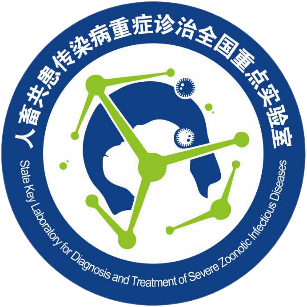 人畜共患传染病重症诊治全国重点实验室
State Key Laboratory for Diagnosis and Treatment of Severe Zoonotic Infectious Diseases